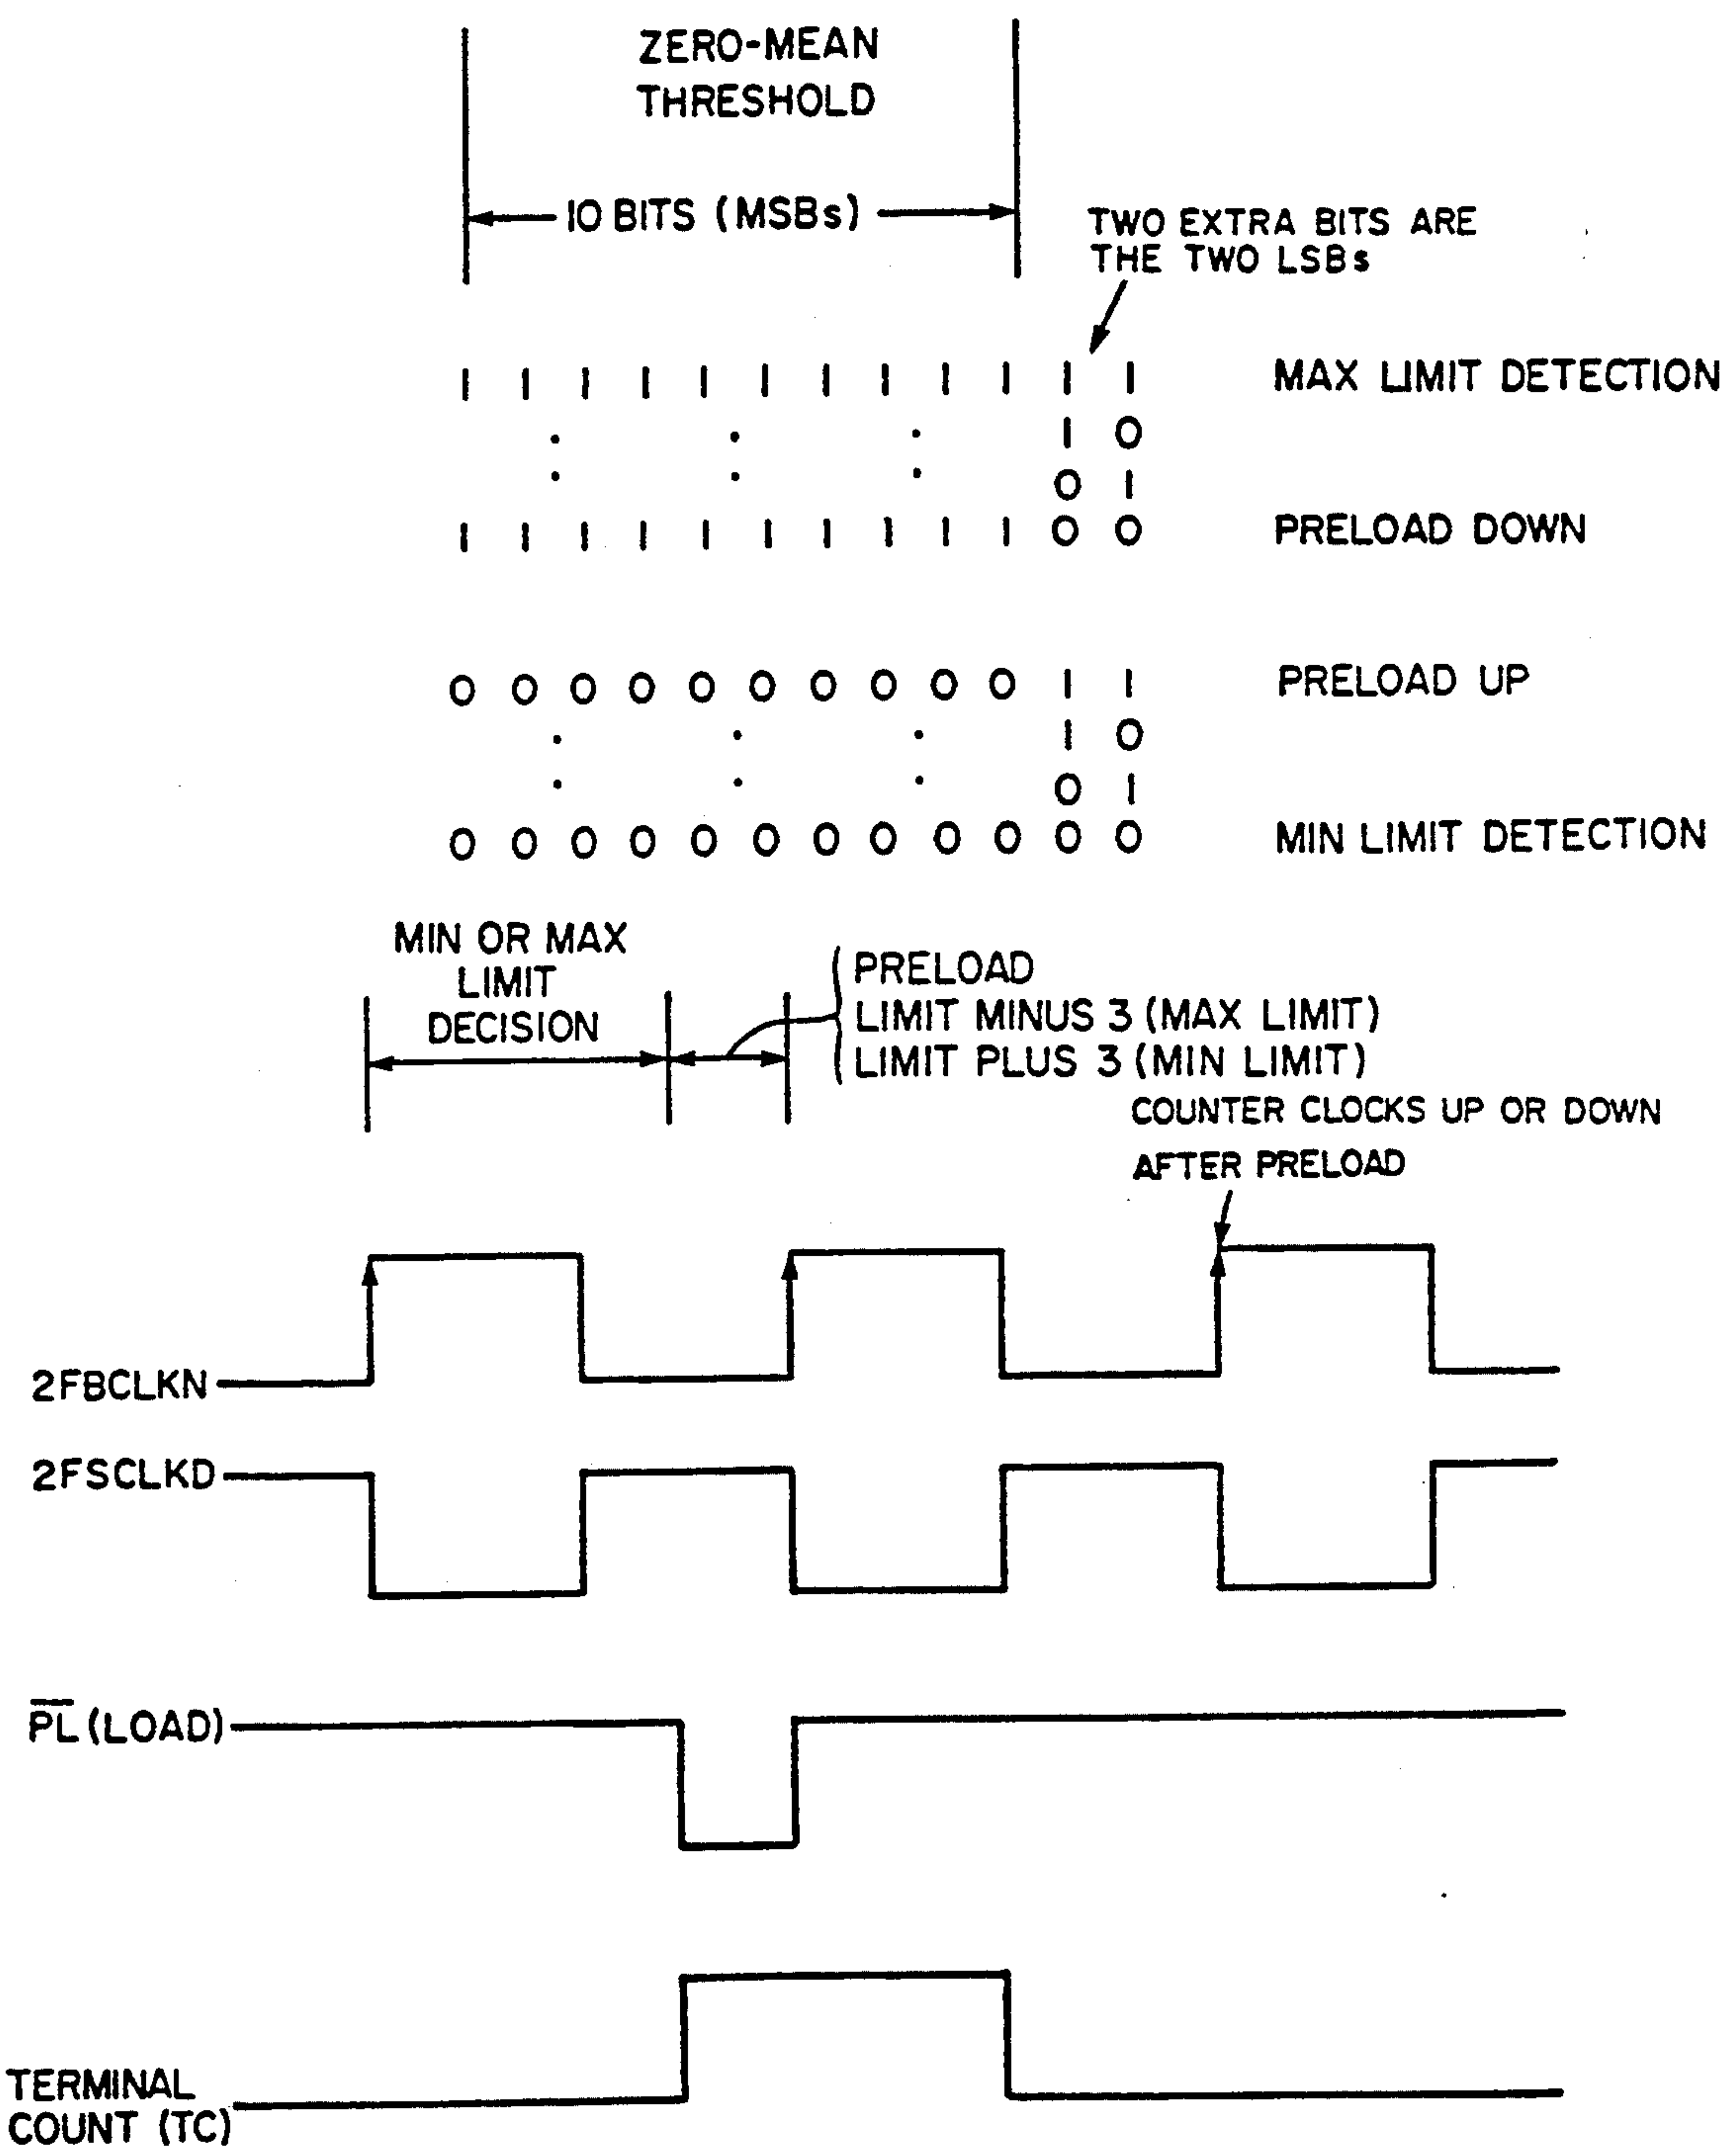 ZERO-MEAN
THRESHOLD
10 BITS (MSBs)
TWO EXTRA BITS ARE
THE TWO LSBs
1 1 1 1 1 1 1 1 1 1 1 1 MAX LIMIT DETECTION
1 0
0 1
1 1 1 1 1 1 1 1 1 1 0 0 PRELOAD DOWN
0 0 0 0 0 0 0 0 0 0 1 1 PRELOAD UP
1 0
0 1
0 0 0 0 0 0 0 0 0 0 0 0 MIN LIMIT DETECTION
MIN OR MAX
LIMIT
DECISION
PRELOAD
LIMIT MINUS 3 (MAX LIMIT)
LIMIT PLUS 3 (MIN LIMIT)
COUNTER CLOCKS UP OR DOWN
AFTER PRELOAD
2FBCLKN
2FSCLKD
P̅L̅ (LOAD)
TERMINAL
COUNT (TC)